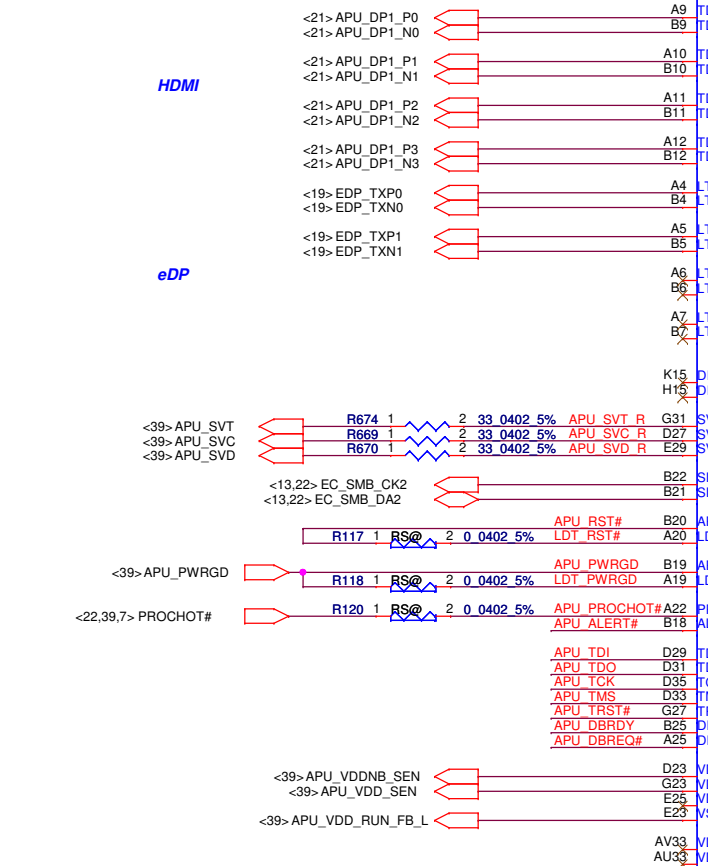 <21> APU_DP1_P0 A9
<21> APU_DP1_N0 B9
<21> APU_DP1_P1 A10
<21> APU_DP1_N1 B10
HDMI
<21> APU_DP1_P2 A11
<21> APU_DP1_N2 B11
<21> APU_DP1_P3 A12
<21> APU_DP1_N3 B12
<19> EDP_TXP0 A4
<19> EDP_TXN0 B4
<19> EDP_TXP1 A5
<19> EDP_TXN1 B5
eDP
A6
B6
A7
B7
K15
H15
<39> APU_SVT R674 1 2 33_0402_5% APU_SVT_R G31
<39> APU_SVC R669 1 2 33_0402_5% APU_SVC_R D27
<39> APU_SVD R670 1 2 33_0402_5% APU_SVD_R E29
<13,22> EC_SMB_CK2 B22
<13,22> EC_SMB_DA2 B21
APU_RST# B20
R117 1 RS@ 2 0_0402_5% LDT_RST# A20
<39> APU_PWRGD APU_PWRGD B19
R118 1 RS@ 2 0_0402_5% LDT_PWRGD A19
<22,39,7> PROCHOT# R120 1 RS@ 2 0_0402_5% APU_PROCHOT# A22
APU_ALERT# B18
APU_TDI D29
APU_TDO D31
APU_TCK D35
APU_TMS D33
APU_TRST# G27
APU_DBRDY B25
APU_DBREQ# A25
<39> APU_VDDNB_SEN D23
<39> APU_VDD_SEN G23
E25
<39> APU_VDD_RUN_FB_L E23
AV33
AU33